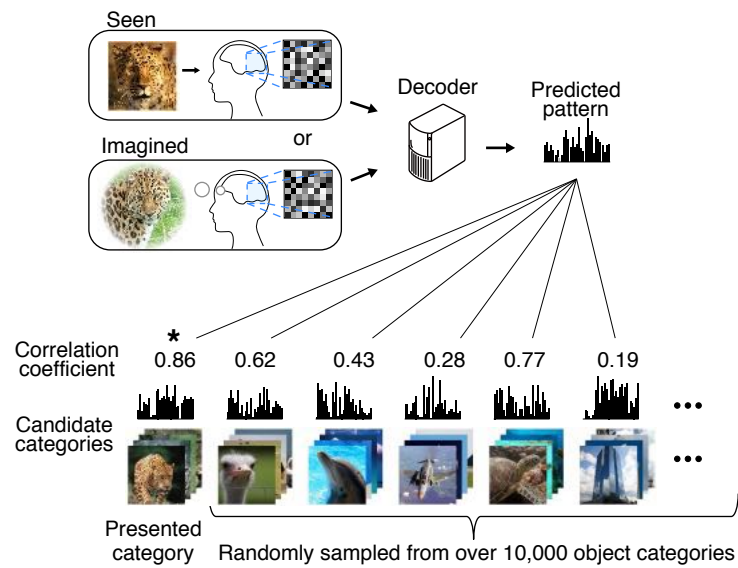 Seen
Imagined
or
Decoder
Predicted
pattern
*
Correlation
coefficient
0.86 0.62 0.43 0.28 0.77 0.19
...
Candidate
categories
...
Presented
category
Randomly sampled from over 10,000 object categories